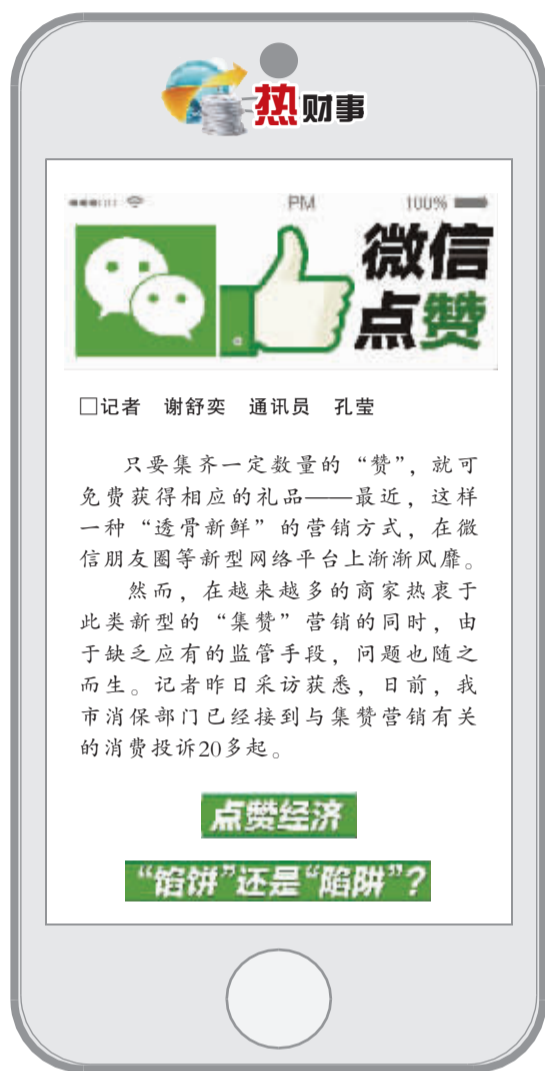 热财事
PM 100%
微信
点赞
□记者 谢舒奕 通讯员 孔莹
只要集齐一定数量的“赞”，就可
免费获得相应的礼品——最近，这样
一种“透骨新鲜”的营销方式，在微
信朋友圈等新型网络平台上渐渐风靡。
然而，在越来越多的商家热衷于
此类新型的“集赞”营销的同时，由
于缺乏应有的监管手段，问题也随之
而生。记者昨日采访获悉，日前，我
市消保部门已经接到与集赞营销有关
的消费投诉20多起。
点赞经济
“馅饼”还是“陷阱”？